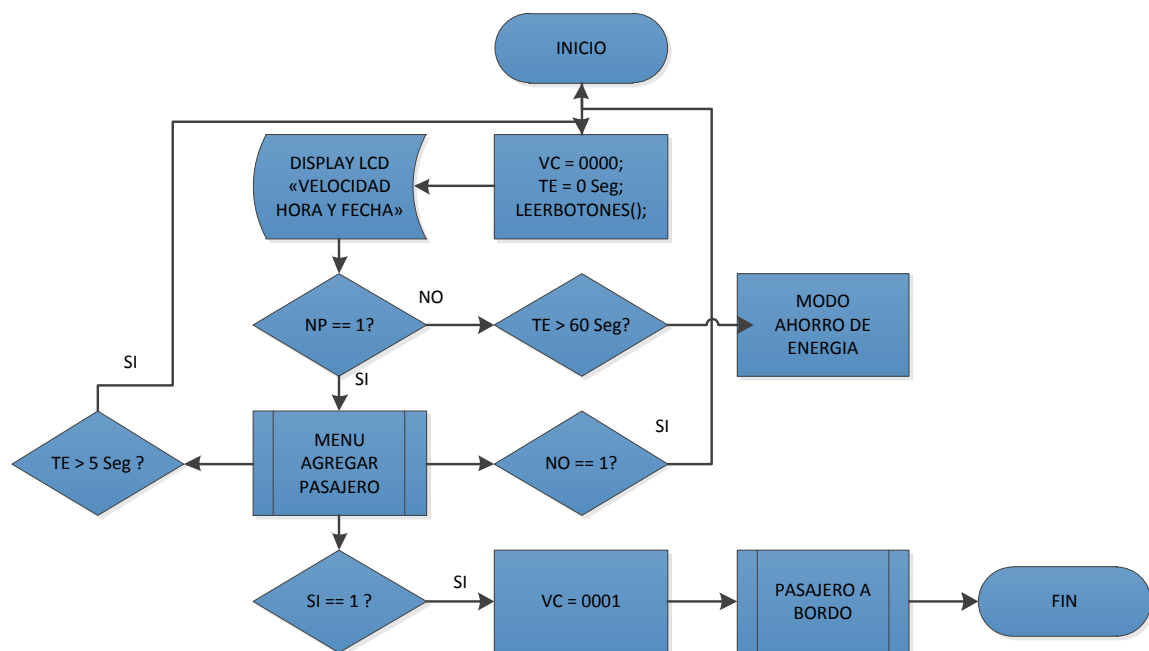 INICIO
DISPLAY LCD
«VELOCIDAD
HORA Y FECHA»
VC = 0000;
TE = 0 Seg;
LEERBOTONES();
NP == 1?
NO
TE > 60 Seg?
MODO
AHORRO DE
ENERGIA
SI
SI
TE > 5 Seg ?
MENU
AGREGAR
PASAJERO
NO == 1?
SI
SI == 1 ?
SI
VC = 0001
PASAJERO A
BORDO
FIN